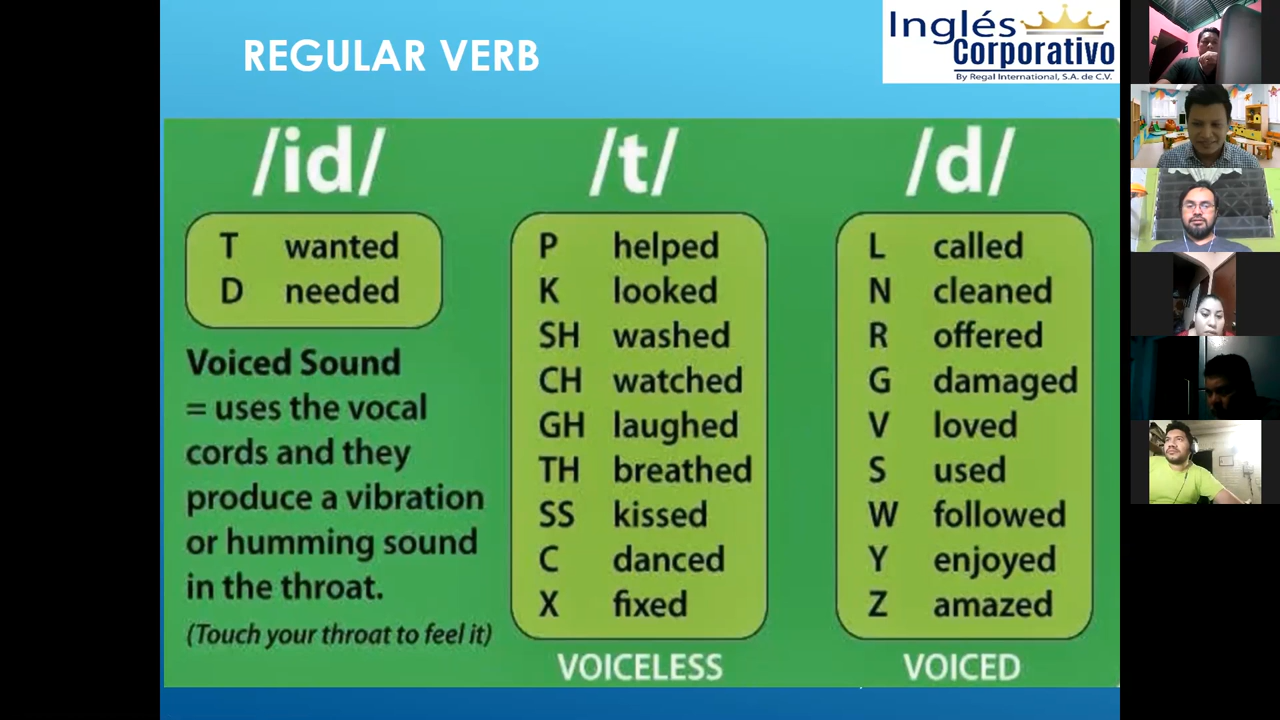 REGULAR VERB
Inglés
Corporativo
By Regal International, S.A. de C.V.
/id/
T wanted
D needed
Voiced Sound
= uses the vocal
cords and they
produce a vibration
or humming sound
in the throat.
(Touch your throat to feel it)
/t/
P helped
K looked
SH washed
CH watched
GH laughed
TH breathed
SS kissed
C danced
X fixed
VOICELESS
/d/
L called
N cleaned
R offered
G damaged
V loved
S used
W followed
Y enjoyed
Z amazed
VOICED